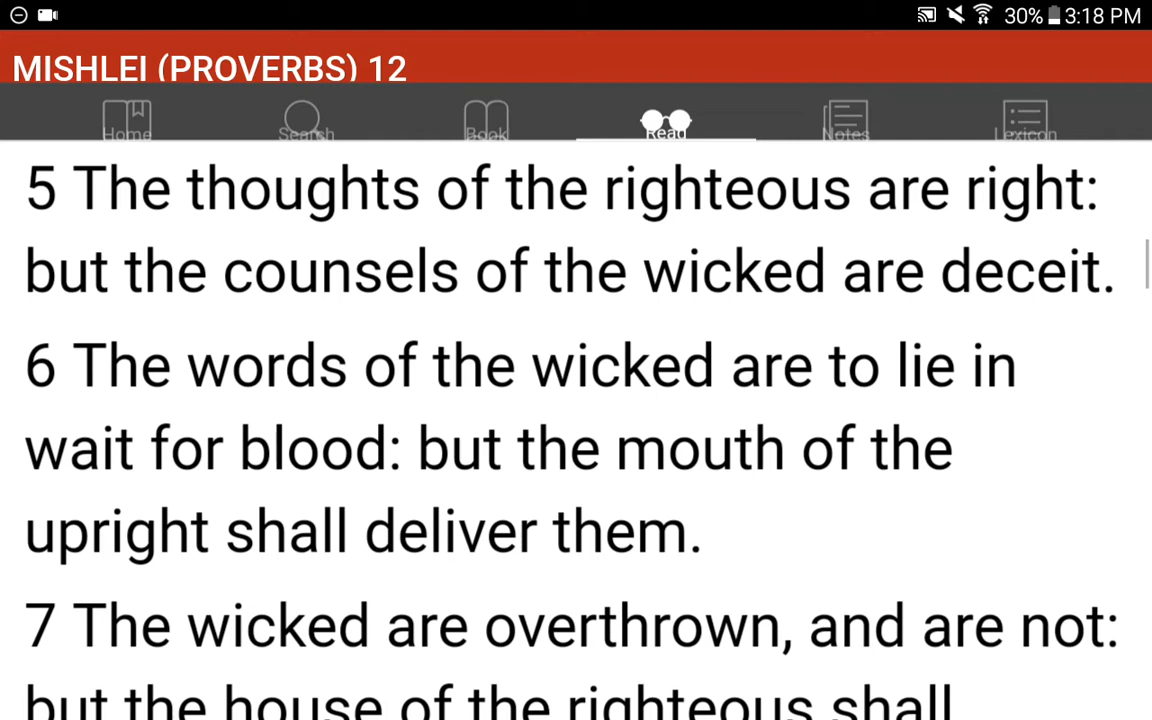 30% 3:18 PM
MISHLEI (PROVERBS) 12
Home Search Book Read Notes Lexicon
5 The thoughts of the righteous are right:
but the counsels of the wicked are deceit.
6 The words of the wicked are to lie in
wait for blood: but the mouth of the
upright shall deliver them.
7 The wicked are overthrown, and are not:
but the house of the righteous shall